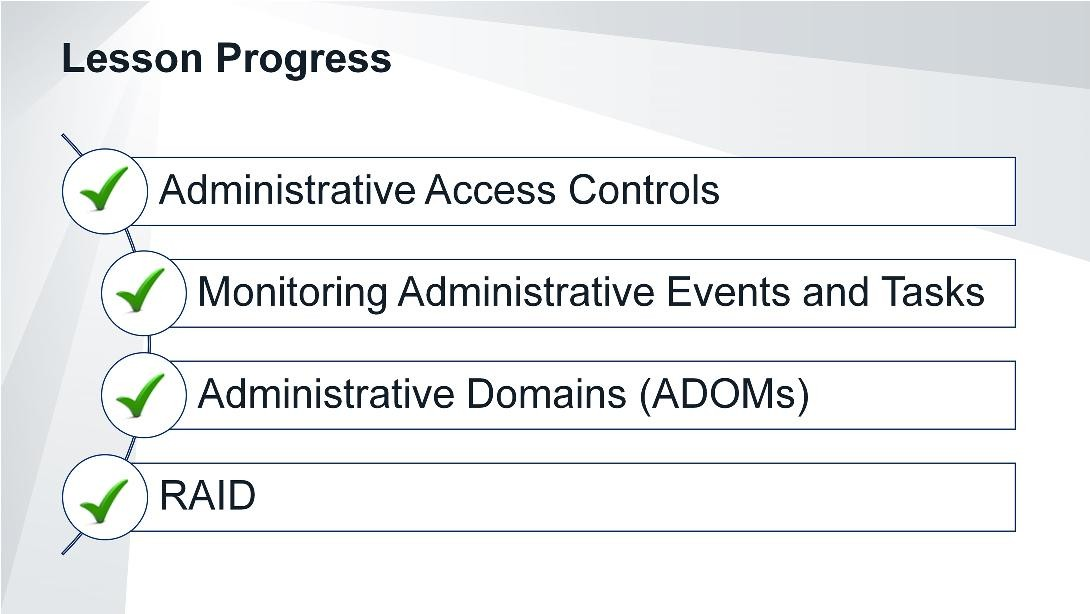 Lesson Progress
Administrative Access Controls
Monitoring Administrative Events and Tasks
Administrative Domains (ADOMs)
RAID